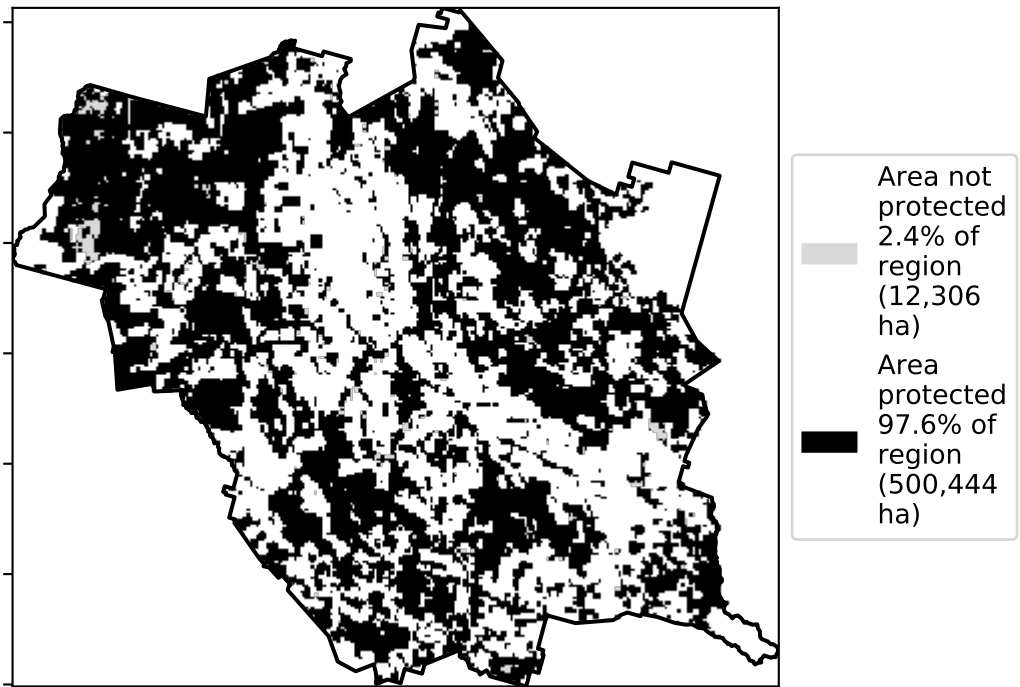 Area not
protected
2.4% of
region
(12,306
ha)
Area
protected
97.6% of
region
(500,444
ha)